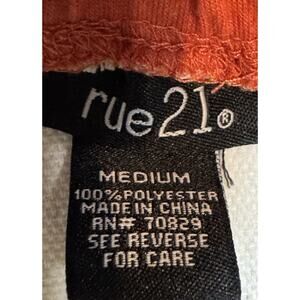 rue21®
MEDIUM
100% POLYESTER
MADE IN CHINA
RN# 70829
SEE REVERSE
FOR CARE